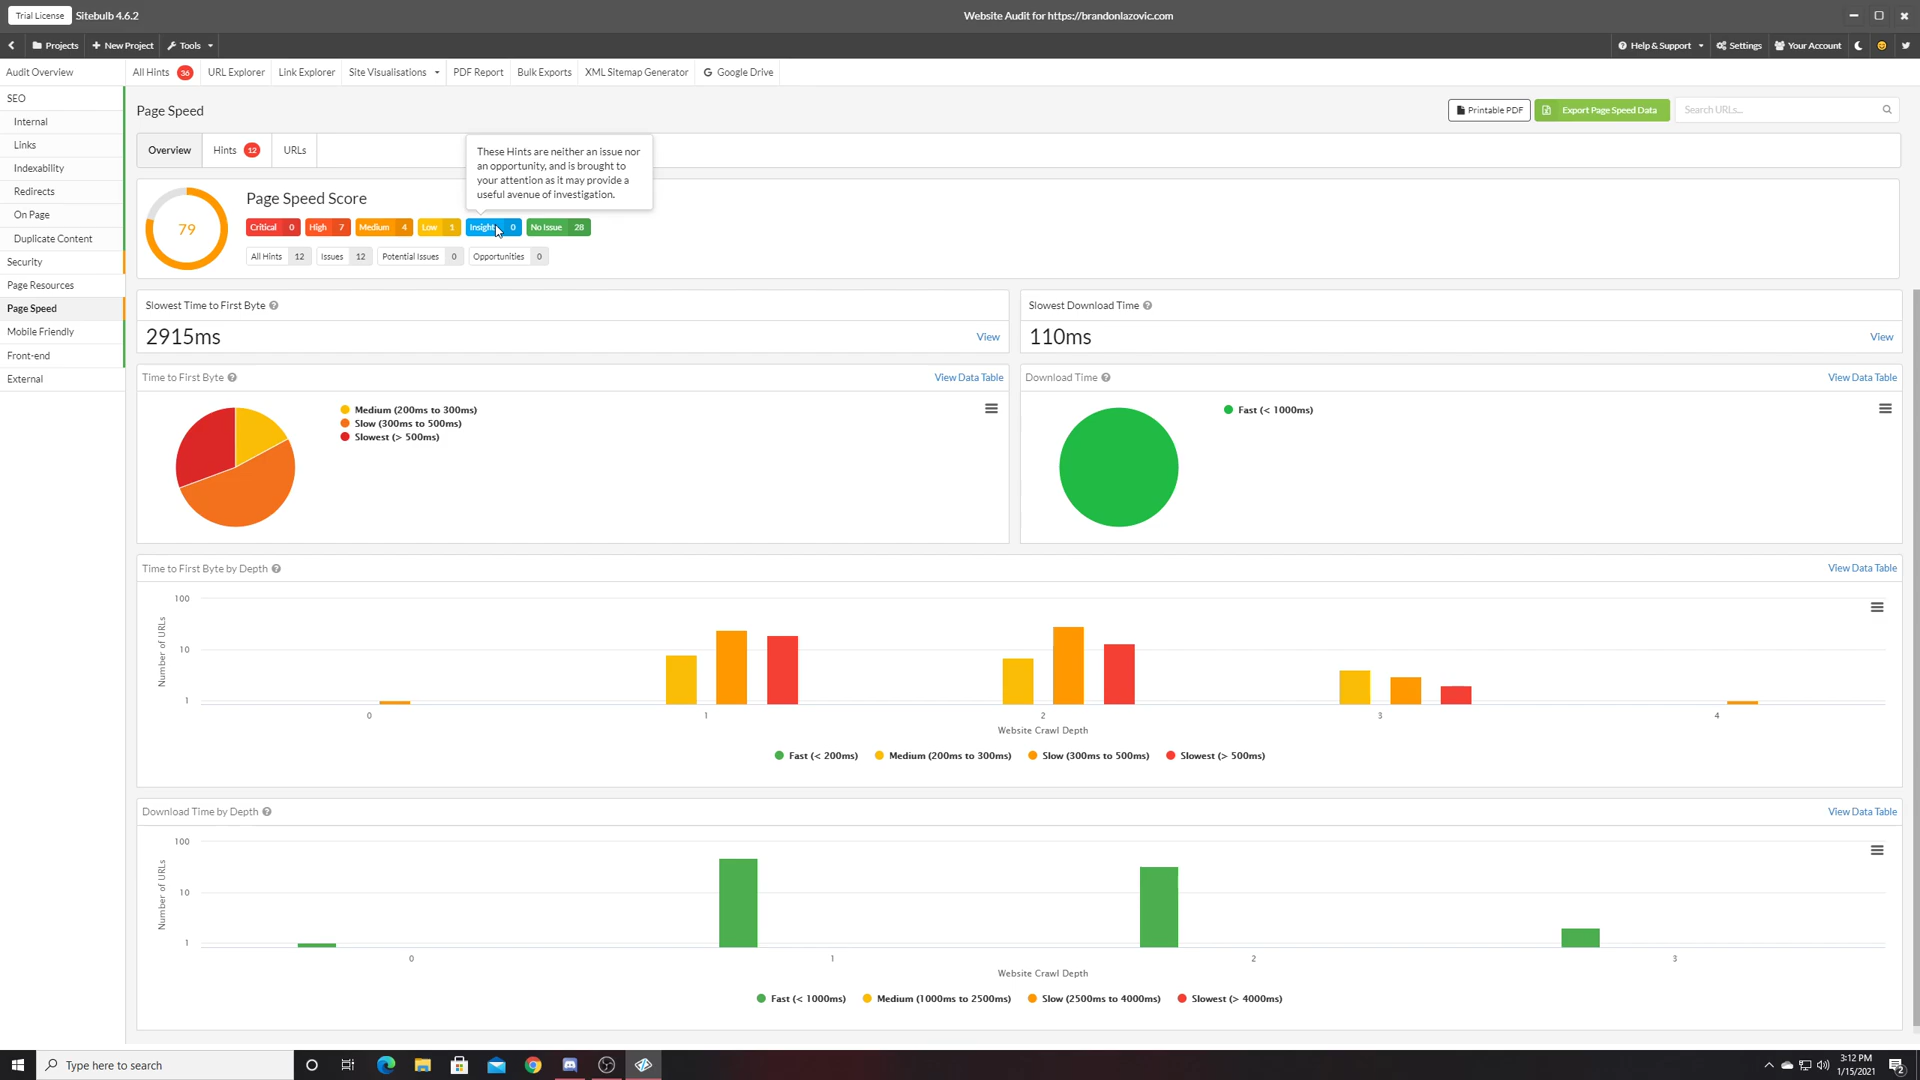 Trial License Sitebulb 4.6.2 Website Audit for https://brandonlazovic.com
Projects New Project Tools Help & Support Settings Your Account
Audit Overview All Hints 36 URL Explorer Link Explorer Site Visualisations PDF Report Bulk Exports XML Sitemap Generator Google Drive
SEO
Internal
Links
Indexability
Redirects
On Page
Duplicate Content
Security
Page Resources
Page Speed
Mobile Friendly
Front-end
External
Page Speed Printable PDF Export Page Speed Data Search URLs...
Overview Hints 12 URLs
These Hints are neither an issue nor
an opportunity, and is brought to
your attention as it may provide a
useful avenue of investigation.
79
Page Speed Score
Critical 0 High 7 Medium 4 Low 1 Insight 0 No Issue 28
All Hints 12 Issues 12 Potential Issues 0 Opportunities 0
Slowest Time to First Byte
2915ms View
Slowest Download Time
110ms View
Time to First Byte View Data Table
Medium (200ms to 300ms)
Slow (300ms to 500ms)
Slowest (> 500ms)
Download Time View Data Table
Fast (< 1000ms)
Time to First Byte by Depth View Data Table
100
10
1
Number of URLs
0 1 2 3 4
Website Crawl Depth
Fast (< 200ms) Medium (200ms to 300ms) Slow (300ms to 500ms) Slowest (> 500ms)
Download Time by Depth View Data Table
100
10
1
Number of URLs
0 1 2 3
Website Crawl Depth
Fast (< 1000ms) Medium (1000ms to 2500ms) Slow (2500ms to 4000ms) Slowest (> 4000ms)
Type here to search
3:12 PM
1/15/2021
2